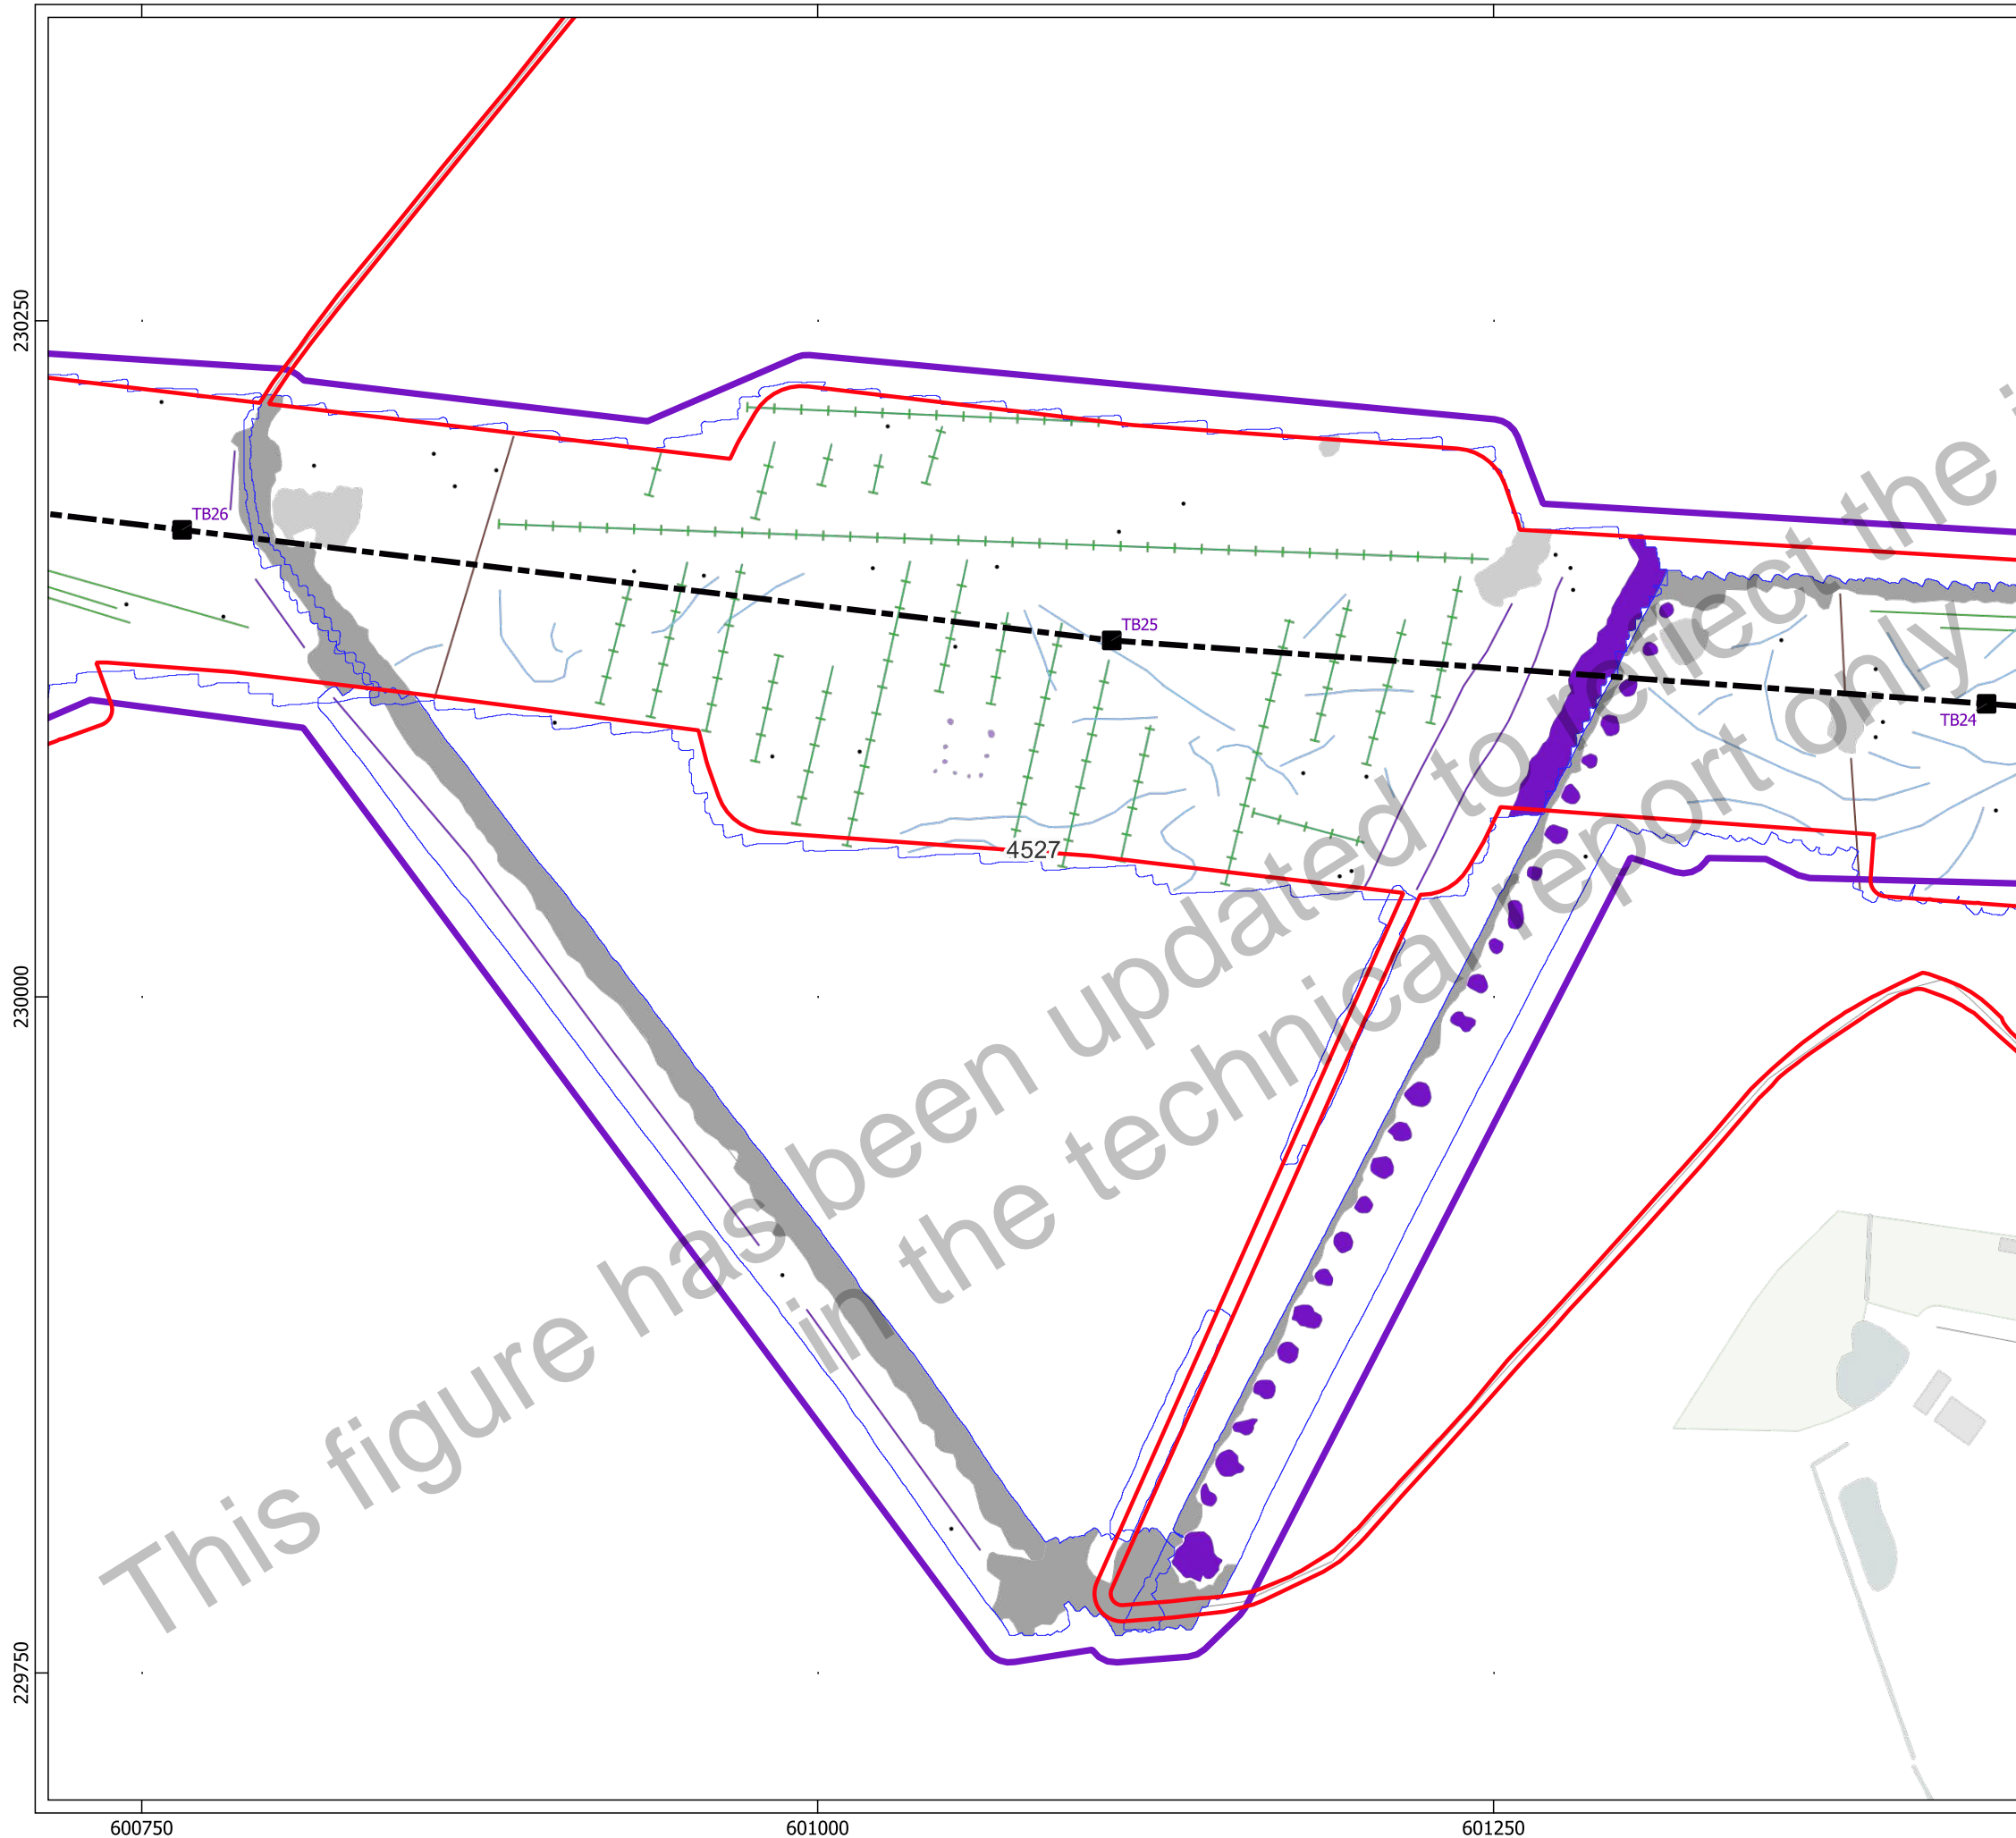 230250
230000
229750
TB26
TB25
TB24
4527
This figure has been updated to reflect the i
in the technical report only
600750
601000
601250